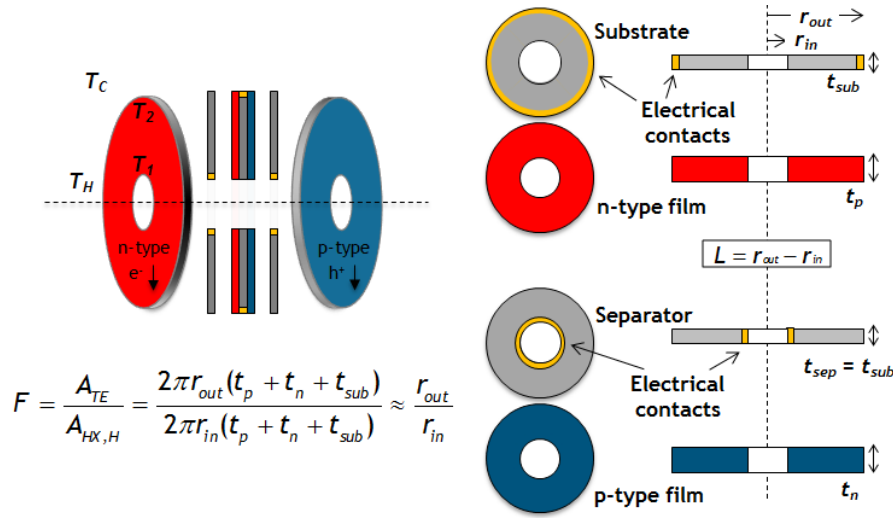 T_C
T_2
T_1
T_H
n-type
e⁻
p-type
h⁺
F = A_TE / A_HX,H = 2πr_out(t_p + t_n + t_sub) / 2πr_in(t_p + t_n + t_sub) ≈ r_out / r_in
r_out
r_in
Substrate
t_sub
Electrical
contacts
n-type film
t_p
L = r_out − r_in
Separator
t_sep = t_sub
Electrical
contacts
p-type film
t_n